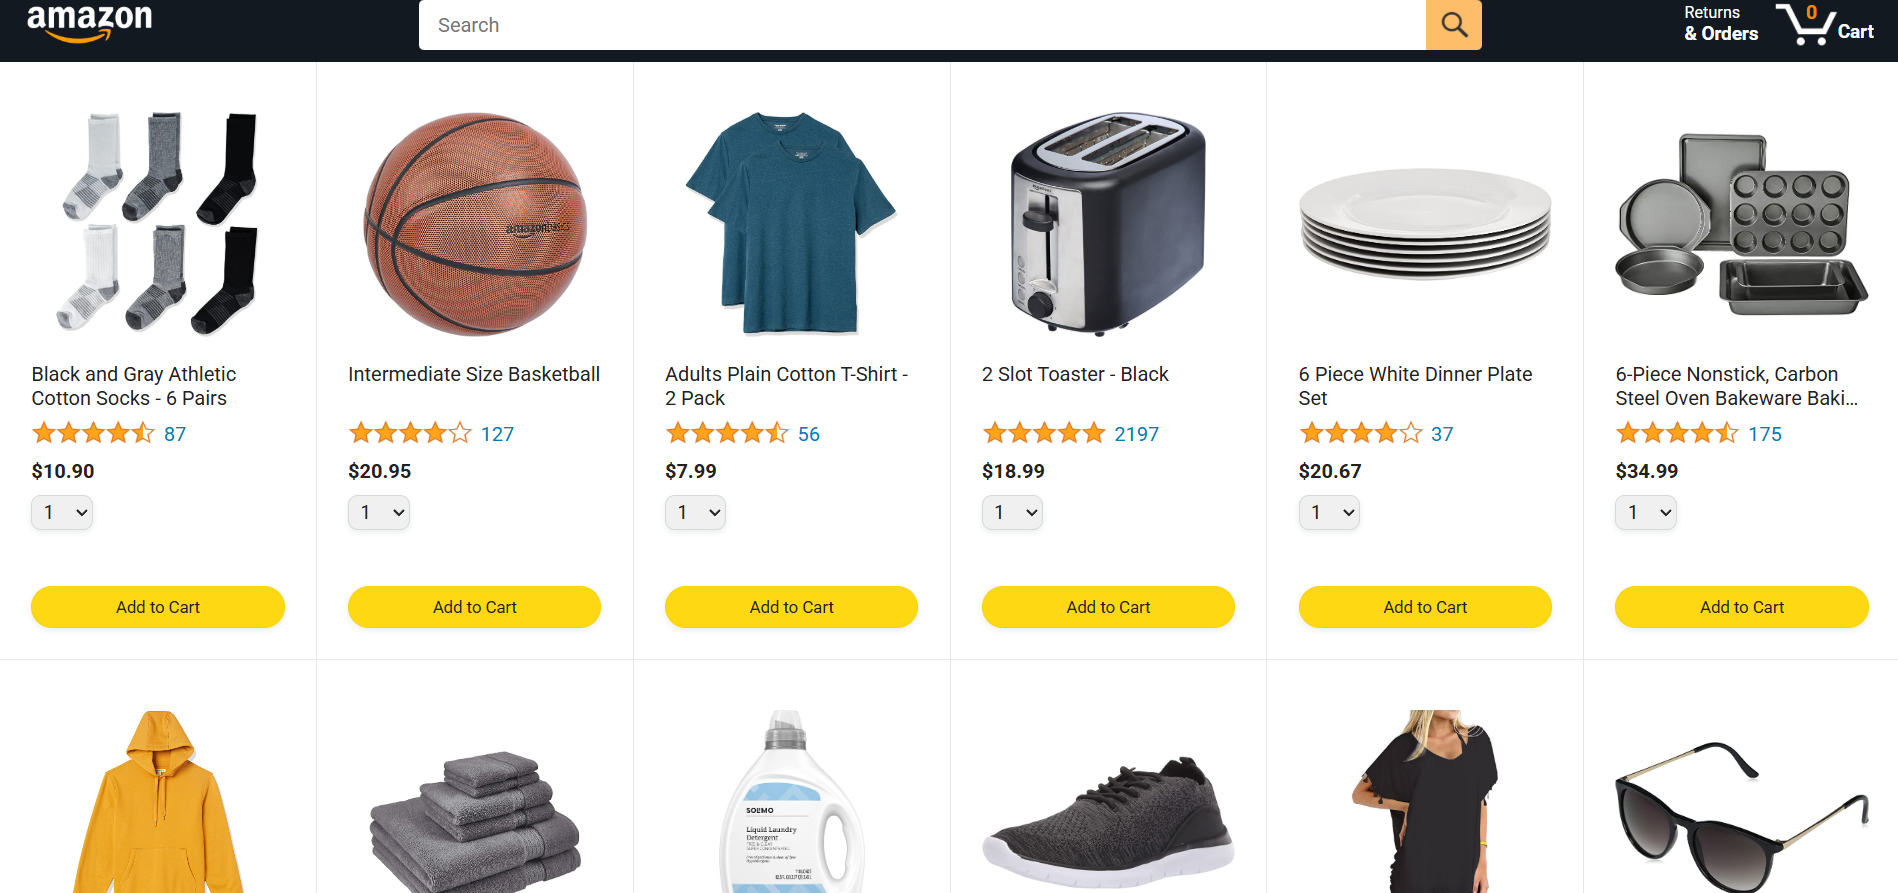 amazon
Search
Returns
& Orders
0
Cart
amazonbasics
Black and Gray Athletic
Cotton Socks - 6 Pairs
87
$10.90
1
Add to Cart
Intermediate Size Basketball
127
$20.95
1
Add to Cart
Adults Plain Cotton T-Shirt -
2 Pack
56
$7.99
1
Add to Cart
2 Slot Toaster - Black
2197
$18.99
1
Add to Cart
6 Piece White Dinner Plate
Set
37
$20.67
1
Add to Cart
6-Piece Nonstick, Carbon
Steel Oven Bakeware Baki...
175
$34.99
1
Add to Cart
SOLIMO
Liquid Laundry
Detergent
FREE & CLEAR